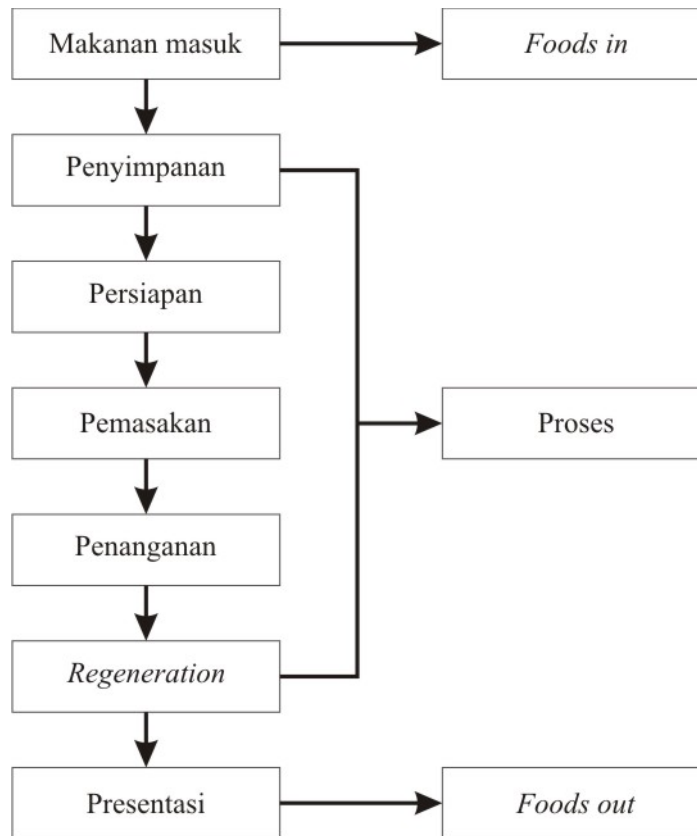 Makanan masuk
Foods in
Penyimpanan
Persiapan
Pemasakan
Proses
Penanganan
Regeneration
Presentasi
Foods out